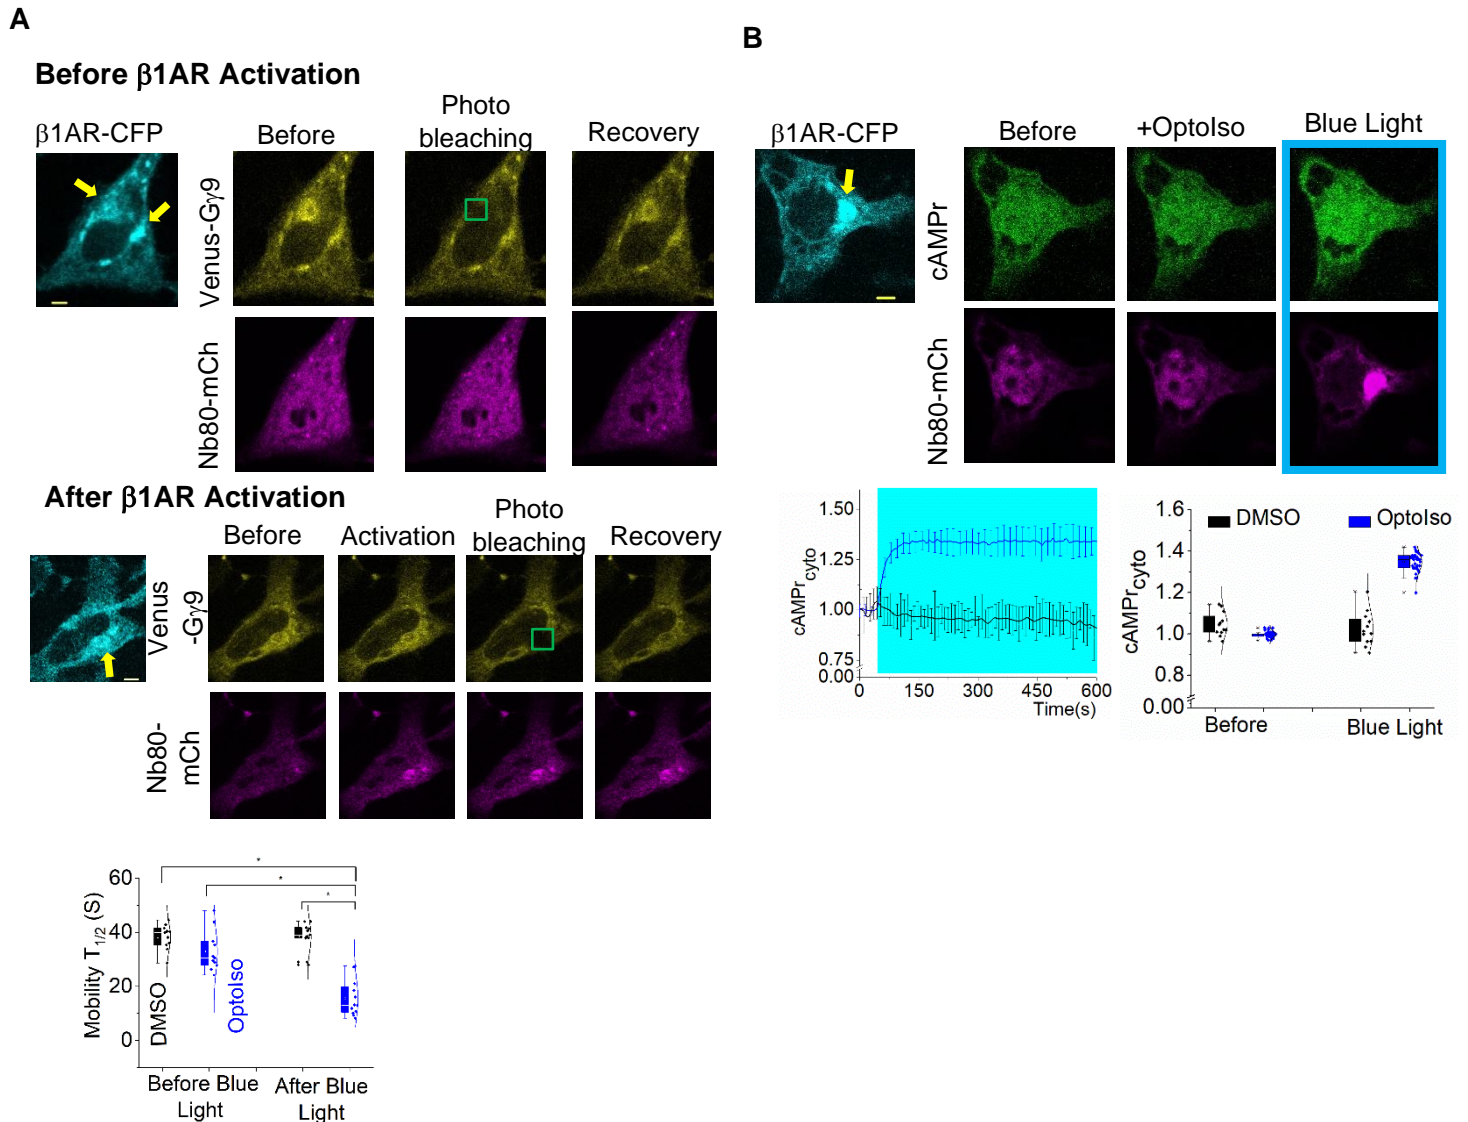 A
B
Before β1AR Activation
β1AR-CFP
Before
Photo
bleaching
Recovery
Venus-Gγ9
Nb80-mCh
After β1AR Activation
Before
Activation
Photo
bleaching
Recovery
Venus
-Gγ9
Nb80-
mCh
60
40
20
0
Mobility T1/2 (S)
*
*
*
DMSO
OptoIso
Before Blue
Light
After Blue
Light
β1AR-CFP
Before
+OptoIso
Blue Light
cAMPr
Nb80-mCh
1.50
1.25
1.00
0.75
0.00
cAMPrcyto
0
150
300
450
600
Time(s)
1.6
1.4
1.2
1.0
0.8
0.00
cAMPrcyto
DMSO
OptoIso
Before
Blue Light